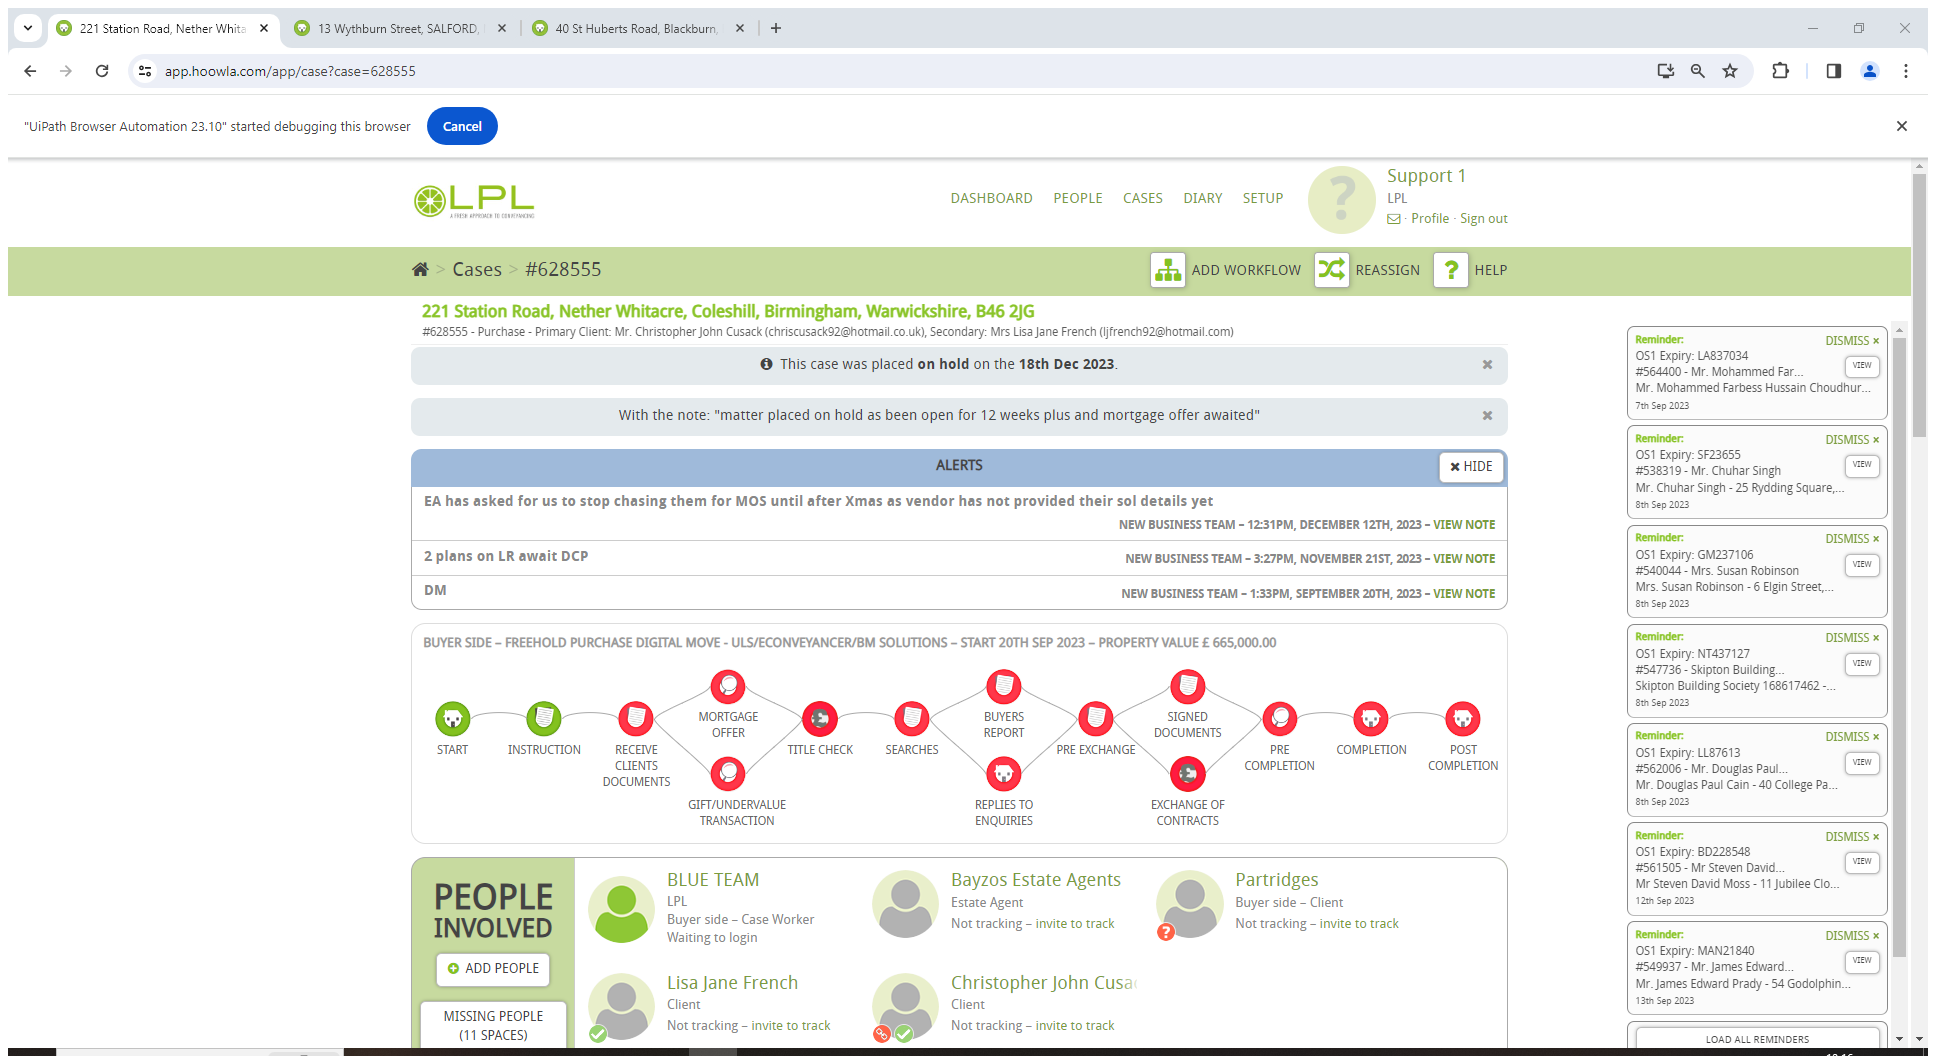 221 Station Road, Nether Whita
13 Wythburn Street, SALFORD,
40 St Huberts Road, Blackburn,
app.hoowla.com/app/case?case=628555
"UiPath Browser Automation 23.10" started debugging this browser
Cancel
LPL
A FRESH APPROACH TO CONVEYANCING
DASHBOARD
PEOPLE
CASES
DIARY
SETUP
?
Support 1
LPL
· Profile · Sign out
> Cases > #628555
ADD WORKFLOW
REASSIGN
? HELP
221 Station Road, Nether Whitacre, Coleshill, Birmingham, Warwickshire, B46 2JG
#628555 - Purchase - Primary Client: Mr. Christopher John Cusack (chriscusack92@hotmail.co.uk), Secondary: Mrs Lisa Jane French (ljfrench92@hotmail.com)
This case was placed on hold on the 18th Dec 2023.
With the note: "matter placed on hold as been open for 12 weeks plus and mortgage offer awaited"
ALERTS
HIDE
EA has asked for us to stop chasing them for MOS until after Xmas as vendor has not provided their sol details yet
NEW BUSINESS TEAM – 12:31PM, DECEMBER 12TH, 2023 – VIEW NOTE
2 plans on LR await DCP
NEW BUSINESS TEAM – 3:27PM, NOVEMBER 21ST, 2023 – VIEW NOTE
DM
NEW BUSINESS TEAM – 1:33PM, SEPTEMBER 20TH, 2023 – VIEW NOTE
BUYER SIDE – FREEHOLD PURCHASE DIGITAL MOVE - ULS/ECONVEYANCER/BM SOLUTIONS – START 20TH SEP 2023 – PROPERTY VALUE £ 665,000.00
START
INSTRUCTION
RECEIVE
CLIENTS
DOCUMENTS
MORTGAGE
OFFER
GIFT/UNDERVALUE
TRANSACTION
TITLE CHECK
SEARCHES
BUYERS
REPORT
REPLIES TO
ENQUIRIES
PRE EXCHANGE
SIGNED
DOCUMENTS
EXCHANGE OF
CONTRACTS
PRE
COMPLETION
COMPLETION
POST
COMPLETION
PEOPLE
INVOLVED
ADD PEOPLE
MISSING PEOPLE
(11 SPACES)
BLUE TEAM
LPL
Buyer side – Case Worker
Waiting to login
Bayzos Estate Agents
Estate Agent
Not tracking – invite to track
?
Partridges
Buyer side – Client
Not tracking – invite to track
Lisa Jane French
Client
Not tracking – invite to track
Christopher John Cusac
Client
Not tracking – invite to track
Reminder:
DISMISS ×
OS1 Expiry: LA837034
VIEW
#564400 - Mr. Mohammed Far...
Mr. Mohammed Farbess Hussain Choudhur...
7th Sep 2023
Reminder:
DISMISS ×
OS1 Expiry: SF23655
VIEW
#538319 - Mr. Chuhar Singh
Mr. Chuhar Singh - 25 Rydding Square,...
8th Sep 2023
Reminder:
DISMISS ×
OS1 Expiry: GM237106
VIEW
#540044 - Mrs. Susan Robinson
Mrs. Susan Robinson - 6 Elgin Street,...
8th Sep 2023
Reminder:
DISMISS ×
OS1 Expiry: NT437127
VIEW
#547736 - Skipton Building...
Skipton Building Society 168617462 -...
8th Sep 2023
Reminder:
DISMISS ×
OS1 Expiry: LL87613
VIEW
#562006 - Mr. Douglas Paul...
Mr. Douglas Paul Cain - 40 College Pa...
8th Sep 2023
Reminder:
DISMISS ×
OS1 Expiry: BD228548
VIEW
#561505 - Mr Steven David...
Mr Steven David Moss - 11 Jubilee Clo...
12th Sep 2023
Reminder:
DISMISS ×
OS1 Expiry: MAN21840
VIEW
#549937 - Mr. James Edward...
Mr. James Edward Prady - 54 Godolphin...
13th Sep 2023
LOAD ALL REMINDERS